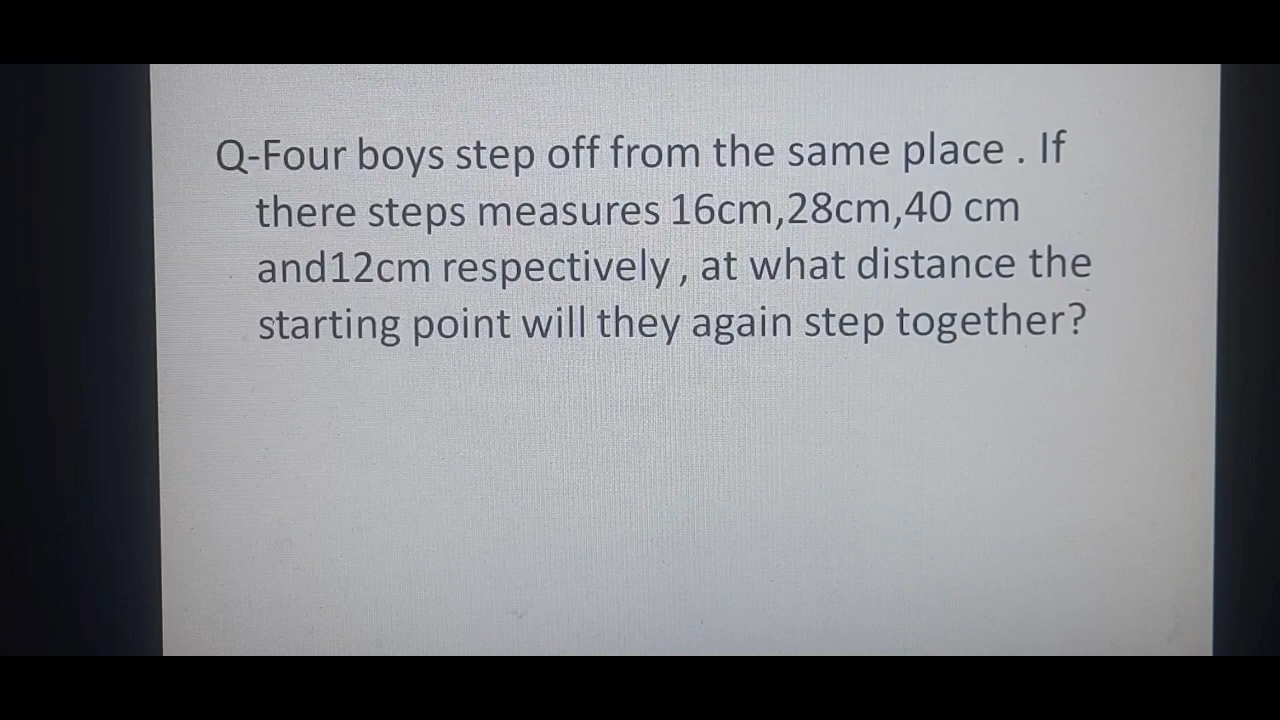 Q-Four boys step off from the same place . If
there steps measures 16cm,28cm,40 cm
and12cm respectively , at what distance the
starting point will they again step together?